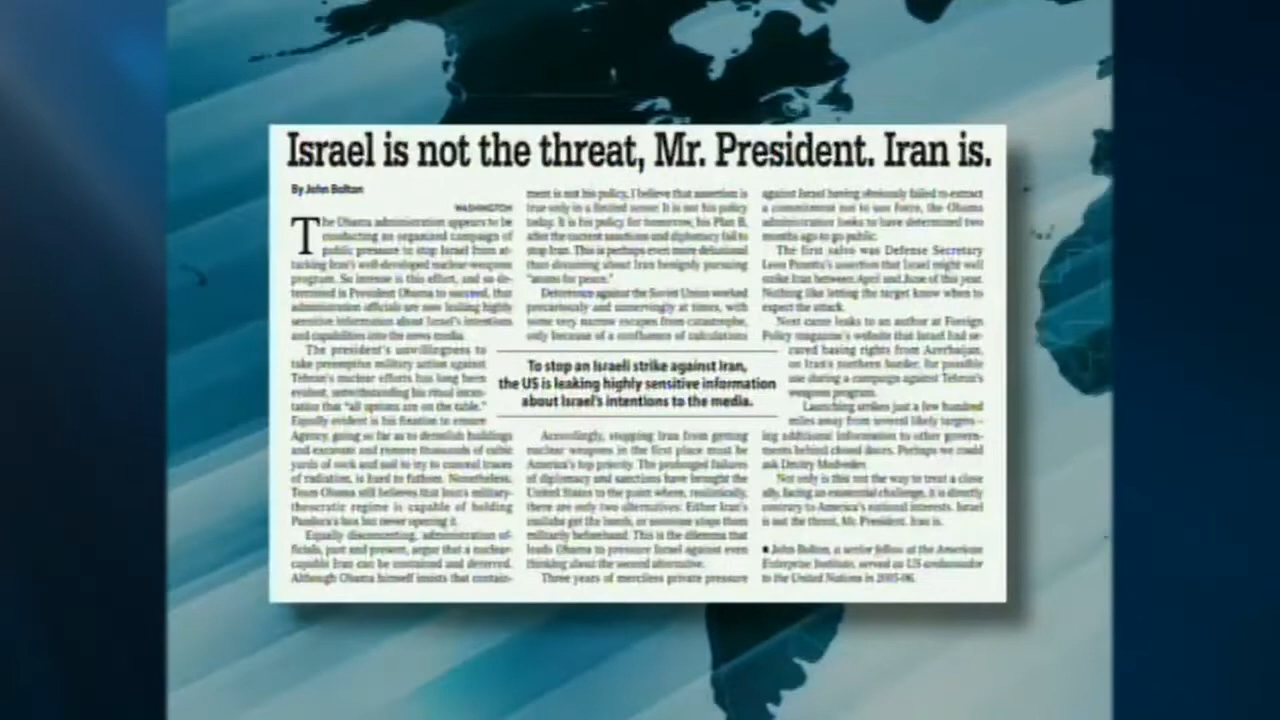 Israel is not the threat, Mr. President. Iran is.
By John Bolton
WASHINGTON
The Obama administration appears to be
conducting an organized campaign of
public pressure to stop Israel from at-
tacking Iran's well-developed nuclear-weapons
program. So intense is this effort, and so de-
termined is President Obama to succeed, that
administration officials are now leaking highly
sensitive information about Israel's intentions
and capabilities into the news media.
The president's unwillingness to
take preemptive military action against
Tehran's nuclear efforts has long been
evident, notwithstanding his ritual incan-
tation that "all options are on the table."
Equally evident is his fixation to ensure
Agency, going so far as to demolish buildings
and excavate and remove thousands of cubic
yards of rock and soil to try to conceal traces
of radiation, is hard to fathom. Nonetheless,
Team Obama still believes that Iran's military-
theocratic regime is capable of holding
Pandora's box but never opening it.
Equally disconcerting, administration of-
ficials, past and present, argue that a nuclear-
capable Iran can be contained and deterred.
Although Obama himself insists that contain-
ment is not his policy, I believe that assertion is
true only in a limited sense: It is not his policy
today. It is his policy for tomorrow, his Plan B,
after the current sanctions and diplomacy fail to
stop Iran. This is perhaps even more delusional
than dreaming about Iran benignly pursuing
"atoms for peace."
Deterrence against the Soviet Union worked
precariously and unnervingly at times, with
some very narrow escapes from catastrophe,
only because of a confluence of calculations
To stop an Israeli strike against Iran,
the US is leaking highly sensitive information
about Israel's intentions to the media.
Accordingly, stopping Iran from getting
nuclear weapons in the first place must be
America's top priority. The prolonged failures
of diplomacy and sanctions have brought the
United States to the point where, realistically,
there are only two alternatives: Either Iran's
mullahs get the bomb, or someone stops them
militarily beforehand. This is the dilemma that
leads Obama to pressure Israel against even
thinking about the second alternative.
Three years of merciless private pressure
against Israel having obviously failed to extract
a commitment not to use force, the Obama
administration looks to have determined two
months ago to go public.
The first salvo was Defense Secretary
Leon Panetta's assertion that Israel might well
strike Iran between April and June of this year.
Nothing like letting the target know when to
expect the attack.
Next came leaks to an author at Foreign
Policy magazine's website that Israel had se-
cured basing rights from Azerbaijan,
on Iran's northern border, for possible
use during a campaign against Tehran's
weapons program.
Launching strikes just a few hundred
miles away from several likely targets –
ing additional information to other govern-
ments behind closed doors. Perhaps we could
ask Dmitry Medvedev.
Not only is this not the way to treat a close
ally, facing an existential challenge, it is directly
contrary to America's national interests. Israel
is not the threat, Mr. President. Iran is.
■ John Bolton, a senior fellow at the American
Enterprise Institute, served as US ambassador
to the United Nations in 2005-06.